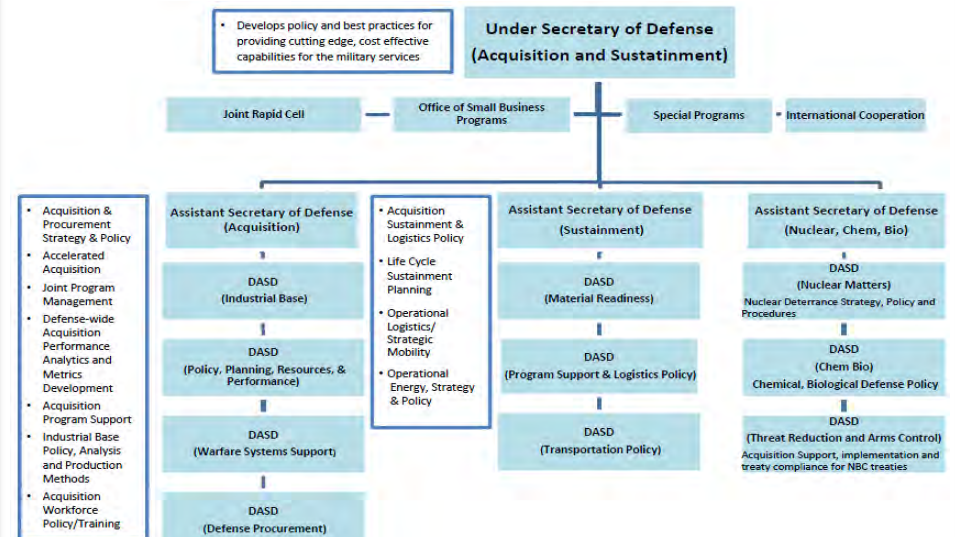 • Develops policy and best practices for
providing cutting edge, cost effective
capabilities for the military services
Under Secretary of Defense
(Acquisition and Sustatinment)
Joint Rapid Cell
Office of Small Business
Programs
Special Programs
International Cooperation
• Acquisition &
Procurement
Strategy & Policy
• Accelerated
Acquisition
• Joint Program
Management
• Defense-wide
Acquisition
Performance
Analytics and
Metrics
Development
• Acquisition
Program Support
• Industrial Base
Policy, Analysis
and Production
Methods
• Acquisition
Workforce
Policy/Training
Assistant Secretary of Defense
(Acquisition)
DASD
(Industrial Base)
DASD
(Policy, Planning, Resources, &
Performance)
DASD
(Warfare Systems Support)
DASD
(Defense Procurement)
• Acquisition
Sustainment &
Logistics Policy
• Life Cycle
Sustainment
Planning
• Operational
Logistics/
Strategic
Mobility
• Operational
Energy, Strategy
& Policy
Assistant Secretary of Defense
(Sustainment)
DASD
(Material Readiness)
DASD
(Program Support & Logistics Policy)
DASD
(Transportation Policy)
Assistant Secretary of Defense
(Nuclear, Chem, Bio)
DASD
(Nuclear Matters)
Nuclear Deterrance Strategy, Policy and
Procedures
DASD
(Chem Bio)
Chemical, Biological Defense Policy
DASD
(Threat Reduction and Arms Control)
Acquisition Support, implementation and
treaty compliance for NBC treaties